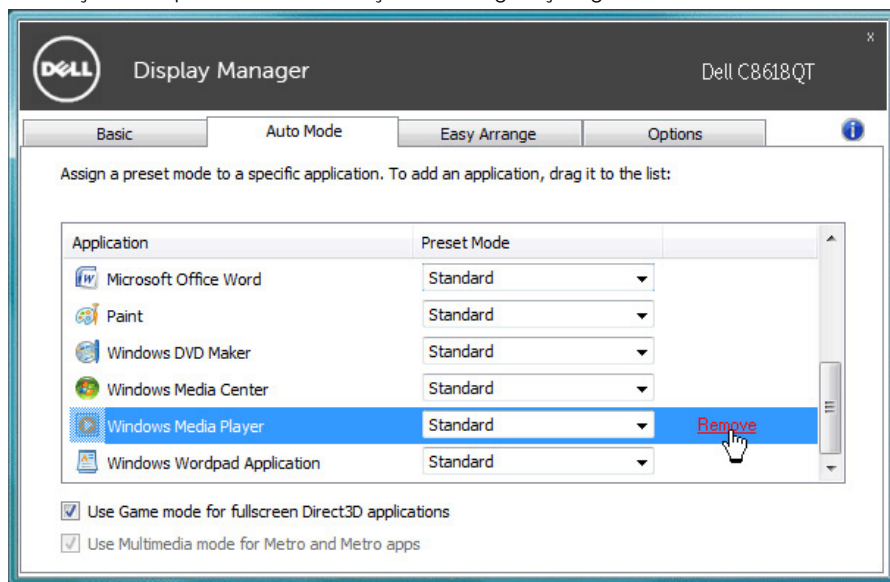 DELL
Display Manager
Dell C8618QT
x
Basic
Auto Mode
Easy Arrange
Options
i
Assign a preset mode to a specific application. To add an application, drag it to the list:
Application Preset Mode
Microsoft Office Word Standard
Paint Standard
Windows DVD Maker Standard
Windows Media Center Standard
Windows Media Player Standard Remove
Windows Wordpad Application Standard
Use Game mode for fullscreen Direct3D applications
Use Multimedia mode for Metro and Metro apps